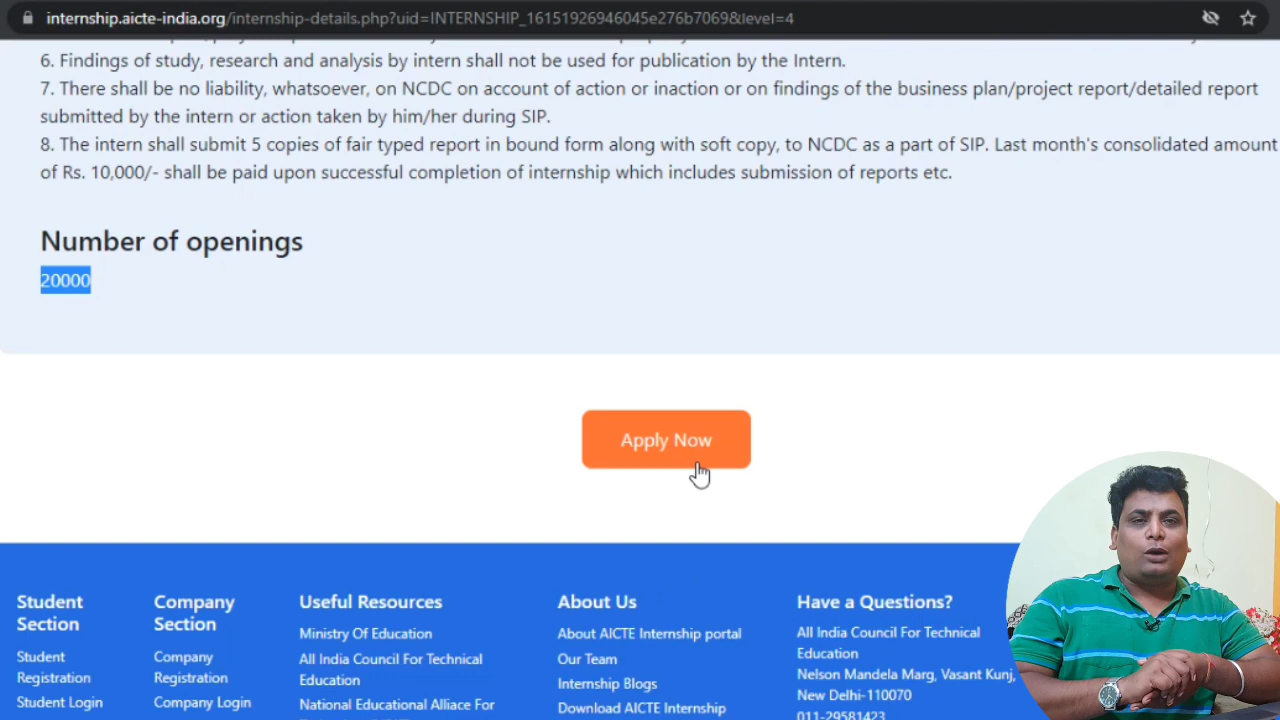 internship.aicte-india.org/internship-details.php?uid=INTERNSHIP_16151926946045e276b7069&level=4
6. Findings of study, research and analysis by intern shall not be used for publication by the Intern.
7. There shall be no liability, whatsoever, on NCDC on account of action or inaction or on findings of the business plan/project report/detailed report
submitted by the intern or action taken by him/her during SIP.
8. The intern shall submit 5 copies of fair typed report in bound form along with soft copy, to NCDC as a part of SIP. Last month's consolidated amount
of Rs. 10,000/- shall be paid upon successful completion of internship which includes submission of reports etc.
Number of openings
20000
Apply Now
Student
Section
Student
Registration
Student Login
Company
Section
Company
Registration
Company Login
Useful Resources
Ministry Of Education
All India Council For Technical
Education
National Educational Alliance For
About Us
About AICTE Internship portal
Our Team
Internship Blogs
Download AICTE Internship
Have a Questions?
All India Council For Technical
Education
Nelson Mandela Marg, Vasant Kunj,
New Delhi-110070
011-29581423